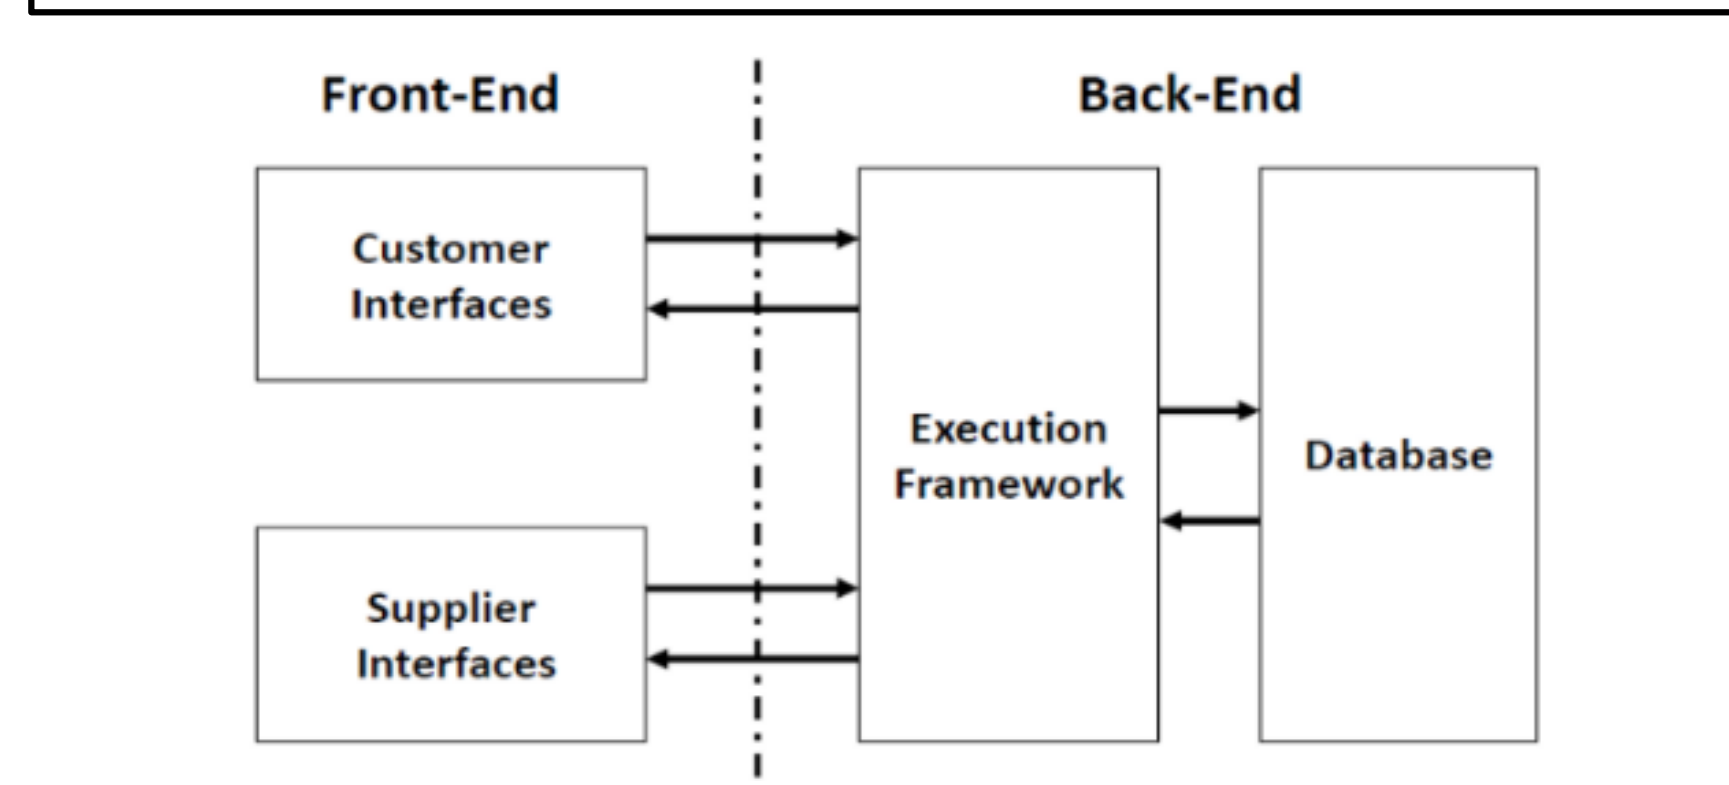 Front-End
Back-End
Customer
Interfaces
Execution
Framework
Database
Supplier
Interfaces